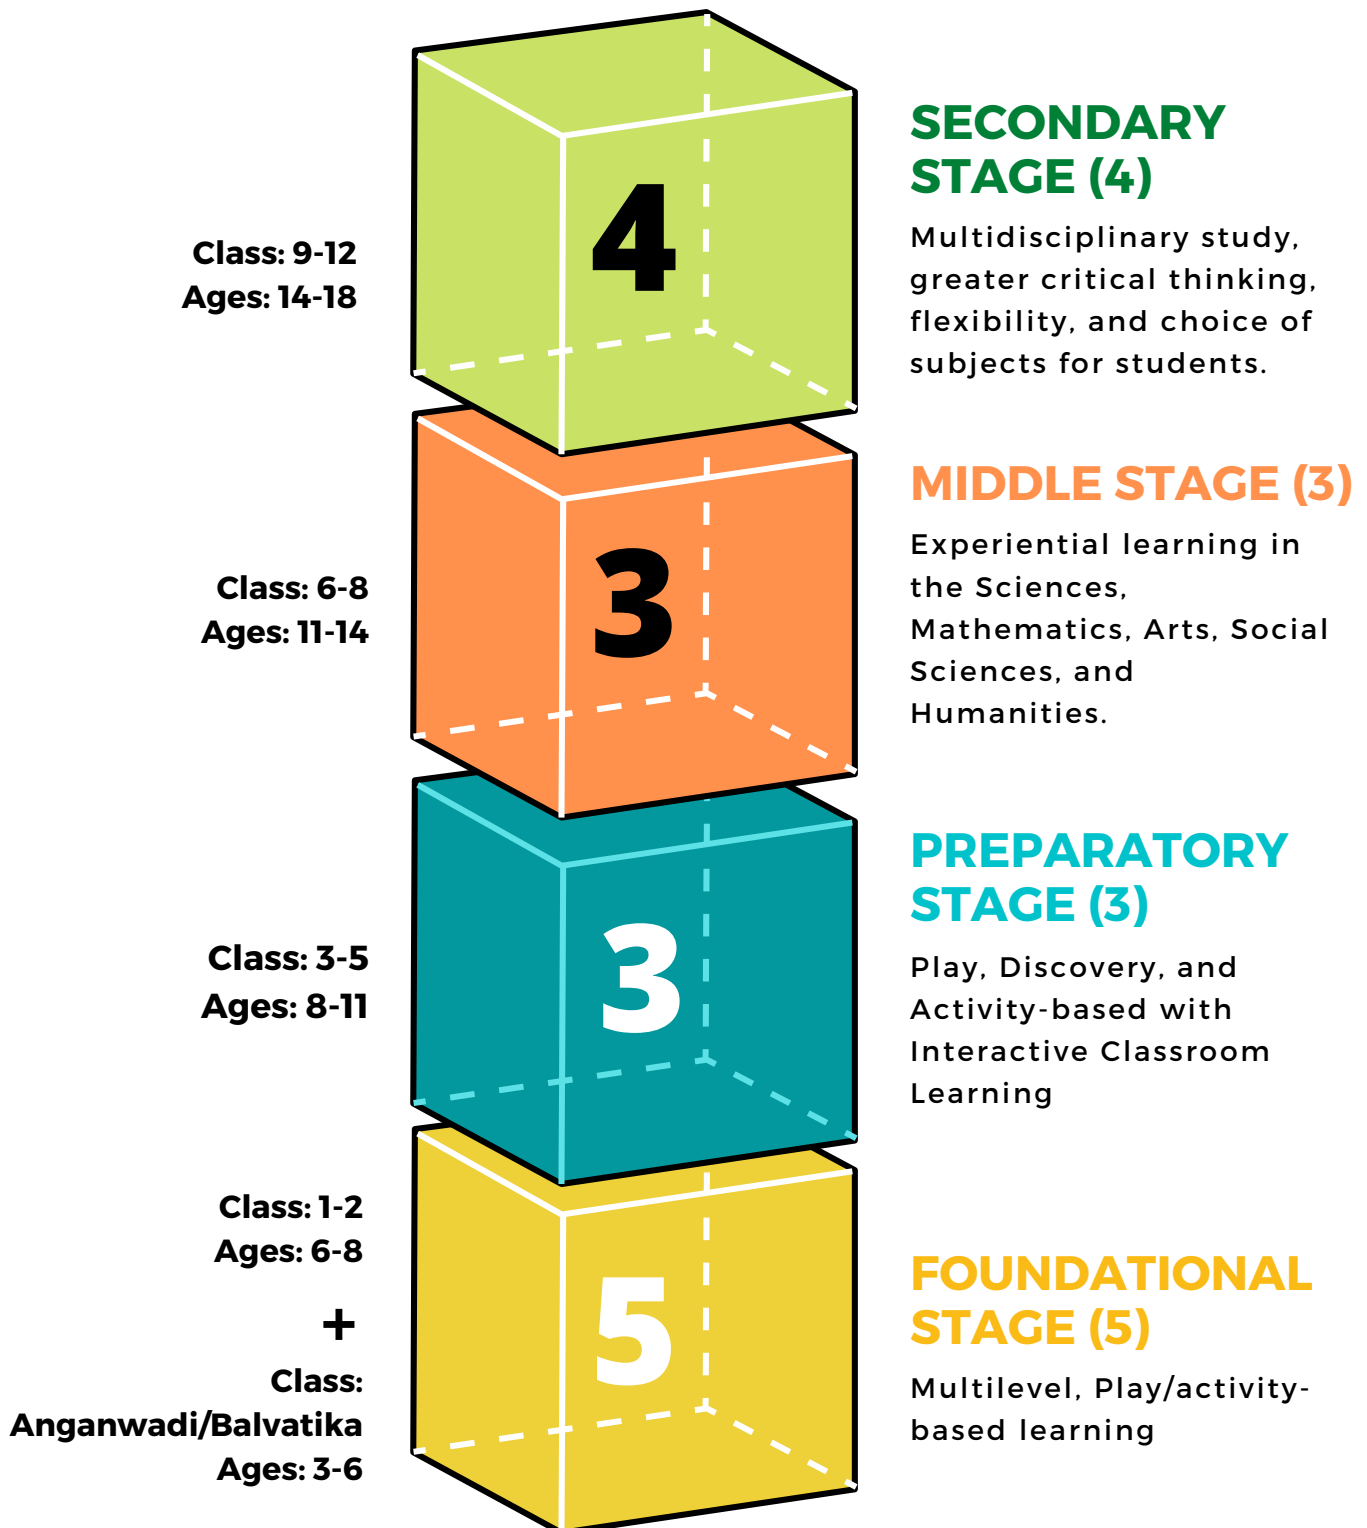 Class: 9-12
Ages: 14-18
4
SECONDARY
STAGE (4)
Multidisciplinary study,
greater critical thinking,
flexibility, and choice of
subjects for students.
Class: 6-8
Ages: 11-14
3
MIDDLE STAGE (3)
Experiential learning in
the Sciences,
Mathematics, Arts, Social
Sciences, and
Humanities.
Class: 3-5
Ages: 8-11
3
PREPARATORY
STAGE (3)
Play, Discovery, and
Activity-based with
Interactive Classroom
Learning
Class: 1-2
Ages: 6-8
+
Class:
Anganwadi/Balvatika
Ages: 3-6
5
FOUNDATIONAL
STAGE (5)
Multilevel, Play/activity-
based learning